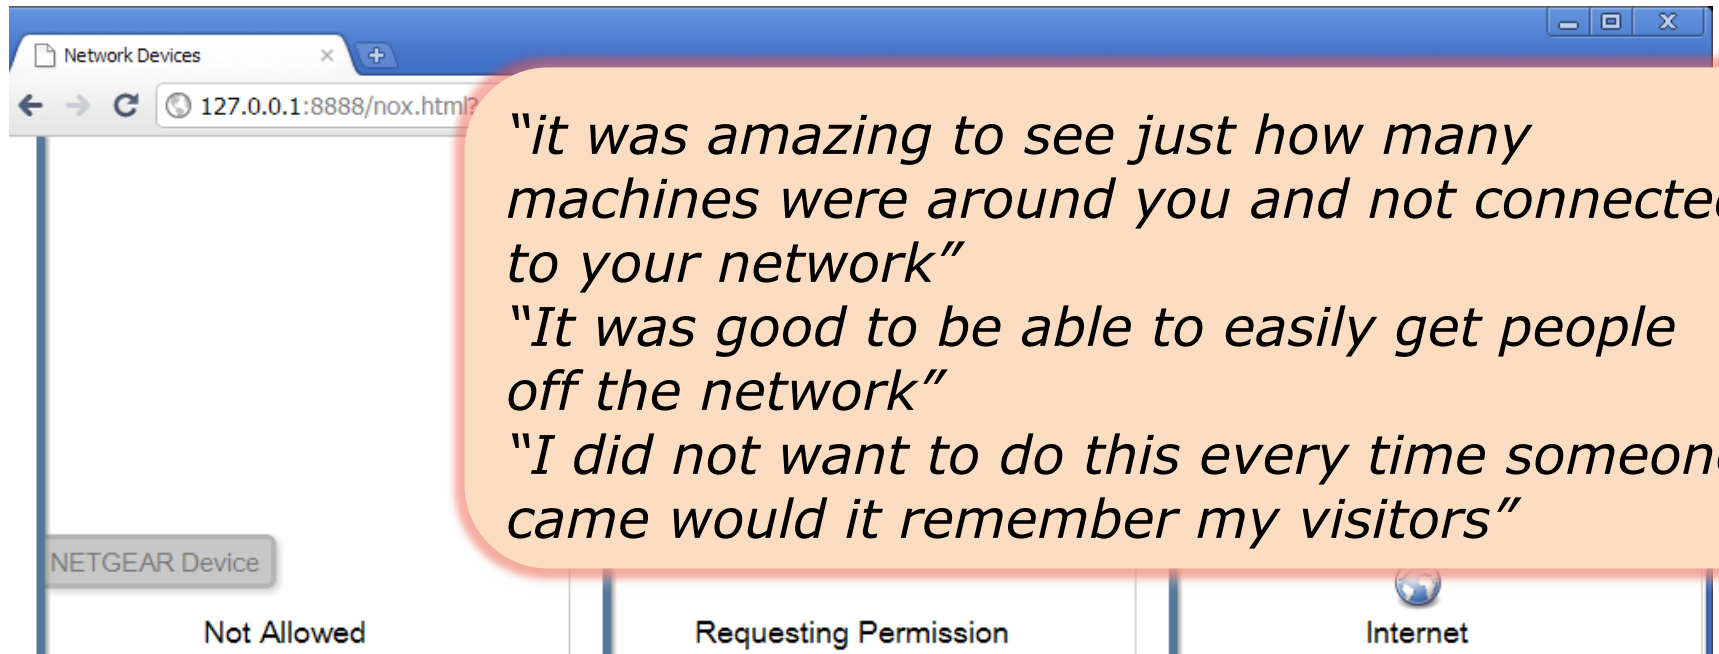 Network Devices
127.0.0.1:8888/nox.html?
“it was amazing to see just how many
machines were around you and not connected
to your network”
“It was good to be able to easily get people
off the network”
“I did not want to do this every time someone
came would it remember my visitors”
NETGEAR Device
Not Allowed
Requesting Permission
Internet